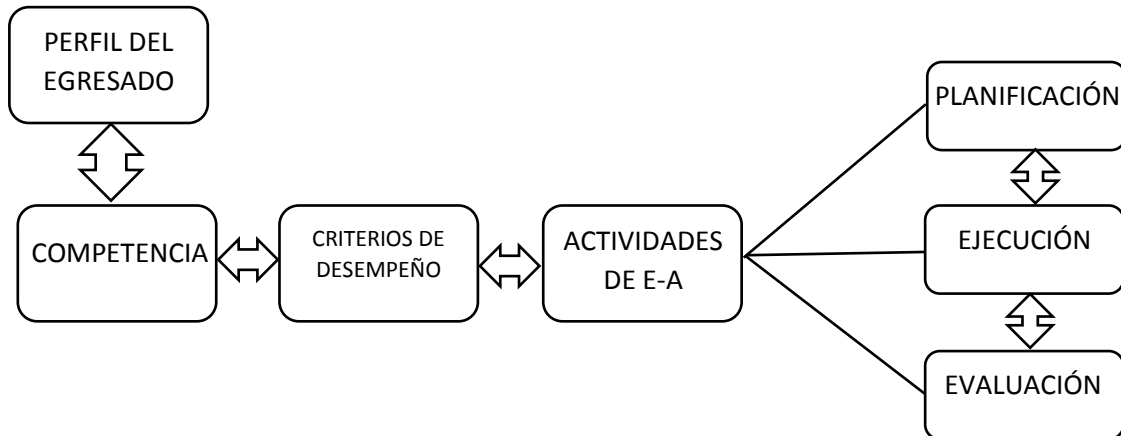 PERFIL DEL
EGRESADO
PLANIFICACIÓN
COMPETENCIA
CRITERIOS DE
DESEMPEÑO
ACTIVIDADES
DE E-A
EJECUCIÓN
EVALUACIÓN